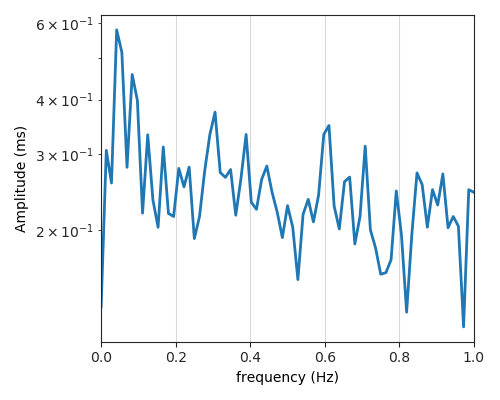 6 × 10⁻¹
4 × 10⁻¹
3 × 10⁻¹
2 × 10⁻¹
Amplitude (ms)
0.0 0.2 0.4 0.6 0.8 1.0
frequency (Hz)